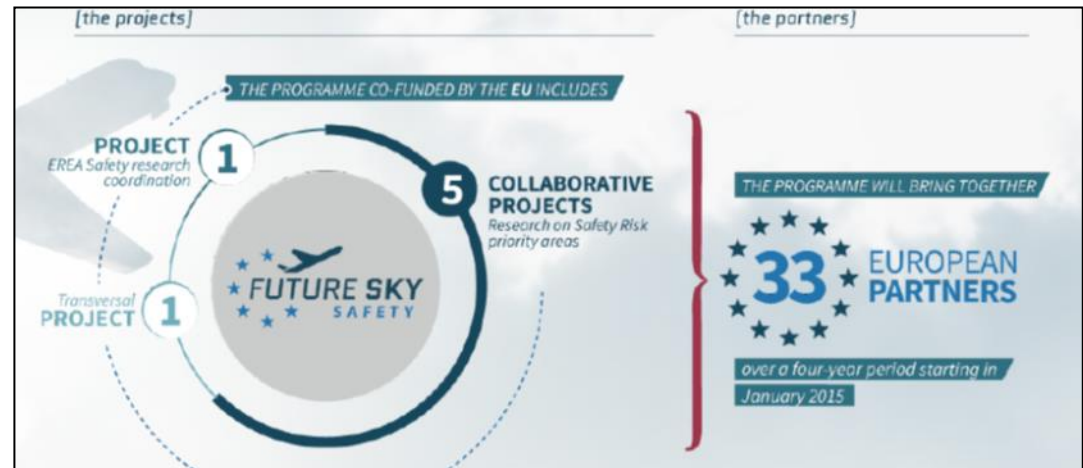 [the projects]
[the partners]
THE PROGRAMME CO-FUNDED BY THE EU INCLUDES
PROJECT
EREA Safety research
coordination
1
5
COLLABORATIVE
PROJECTS
Research on Safety Risk
priority areas
Transversal
PROJECT
1
FUTURE SKY
SAFETY
THE PROGRAMME WILL BRING TOGETHER
33
EUROPEAN
PARTNERS
over a four-year period starting in
January 2015